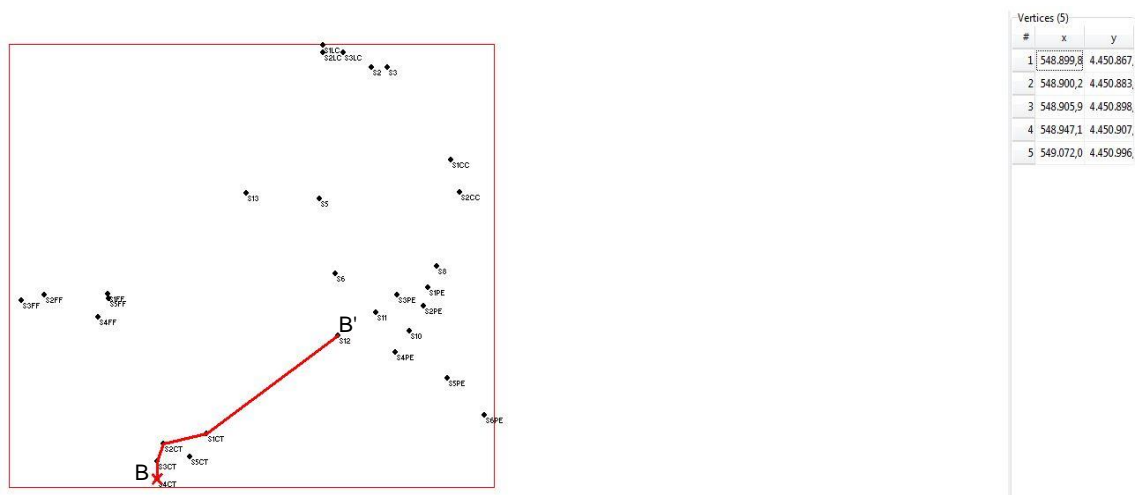 Vertices (5)
# x y
1 548.899,8 4.450.867,
2 548.900,2 4.450.883,
3 548.905,9 4.450.898,
4 548.947,1 4.450.907,
5 549.072,0 4.450.996,
S1LC
S2LC S3LC
S2 S3
S1CC
S2CC
S13
S5
S8
S6
S1PE
S3PE
S2PE
S3FF S2FF
S1FF
S5FF
S4FF
S11
B'
S10
S12
S4PE
S5PE
S6PE
S1CT
S2CT
S5CT
S3CT
B
S4CT